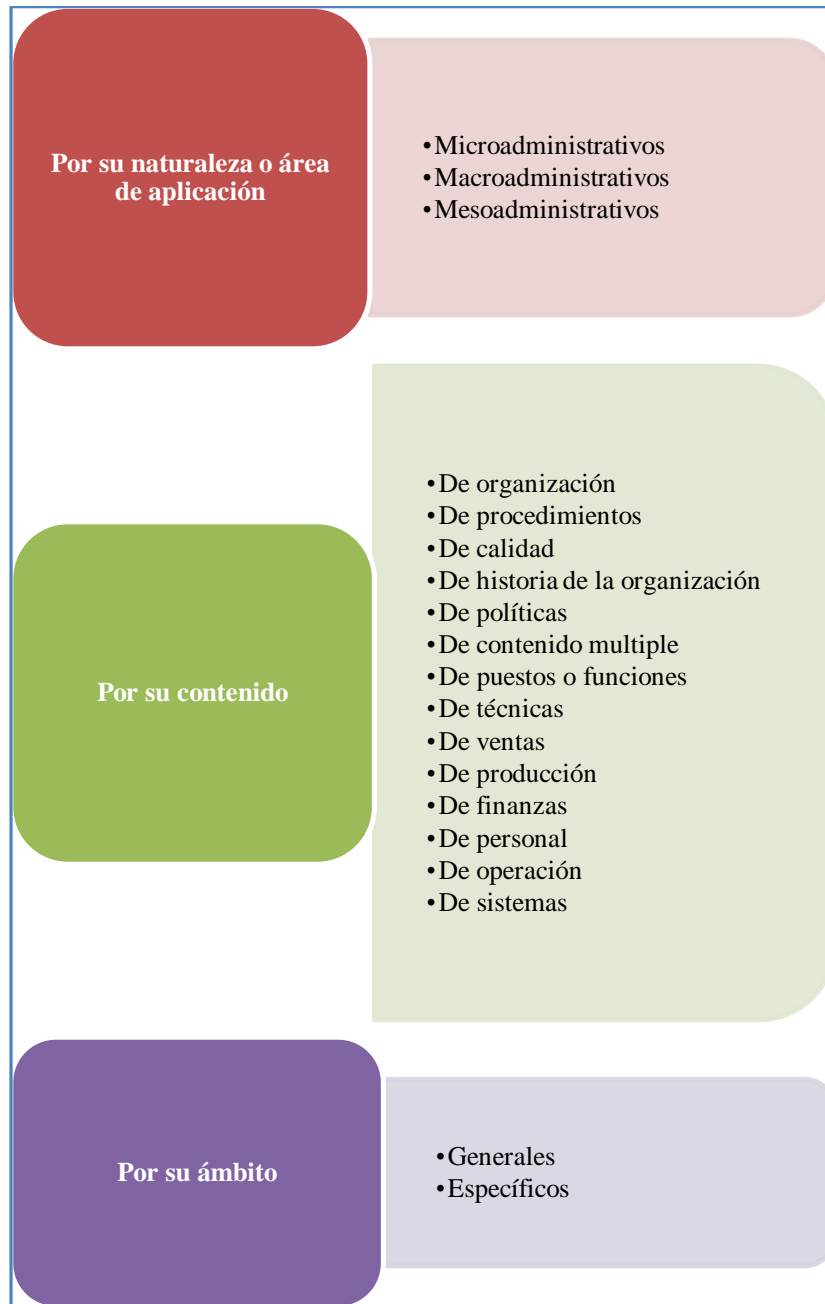 Por su naturaleza o área
de aplicación
•Microadministrativos
•Macroadministrativos
•Mesoadministrativos
Por su contenido
•De organización
•De procedimientos
•De calidad
•De historia de la organización
•De políticas
•De contenido multiple
•De puestos o funciones
•De técnicas
•De ventas
•De producción
•De finanzas
•De personal
•De operación
•De sistemas
Por su ámbito
•Generales
•Específicos